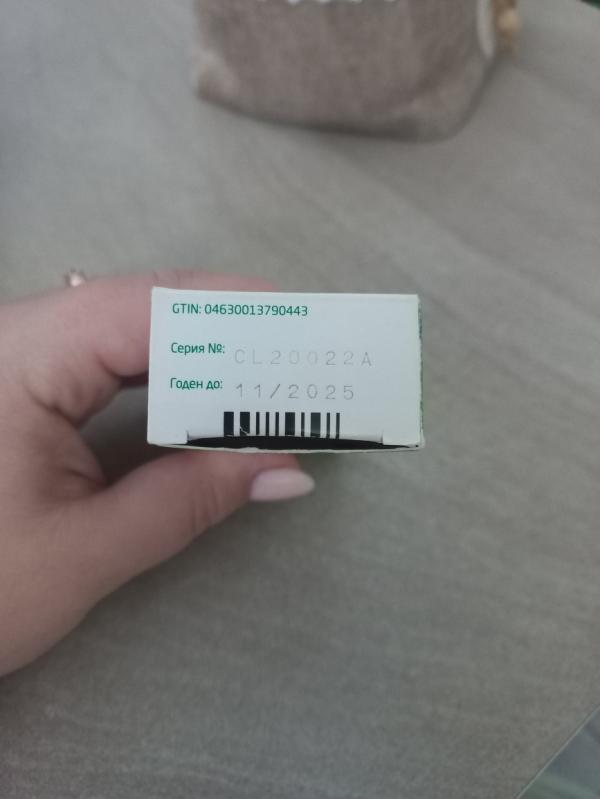 GTIN: 04630013790443
Серия №: CL20022A
Годен до: 11/2025